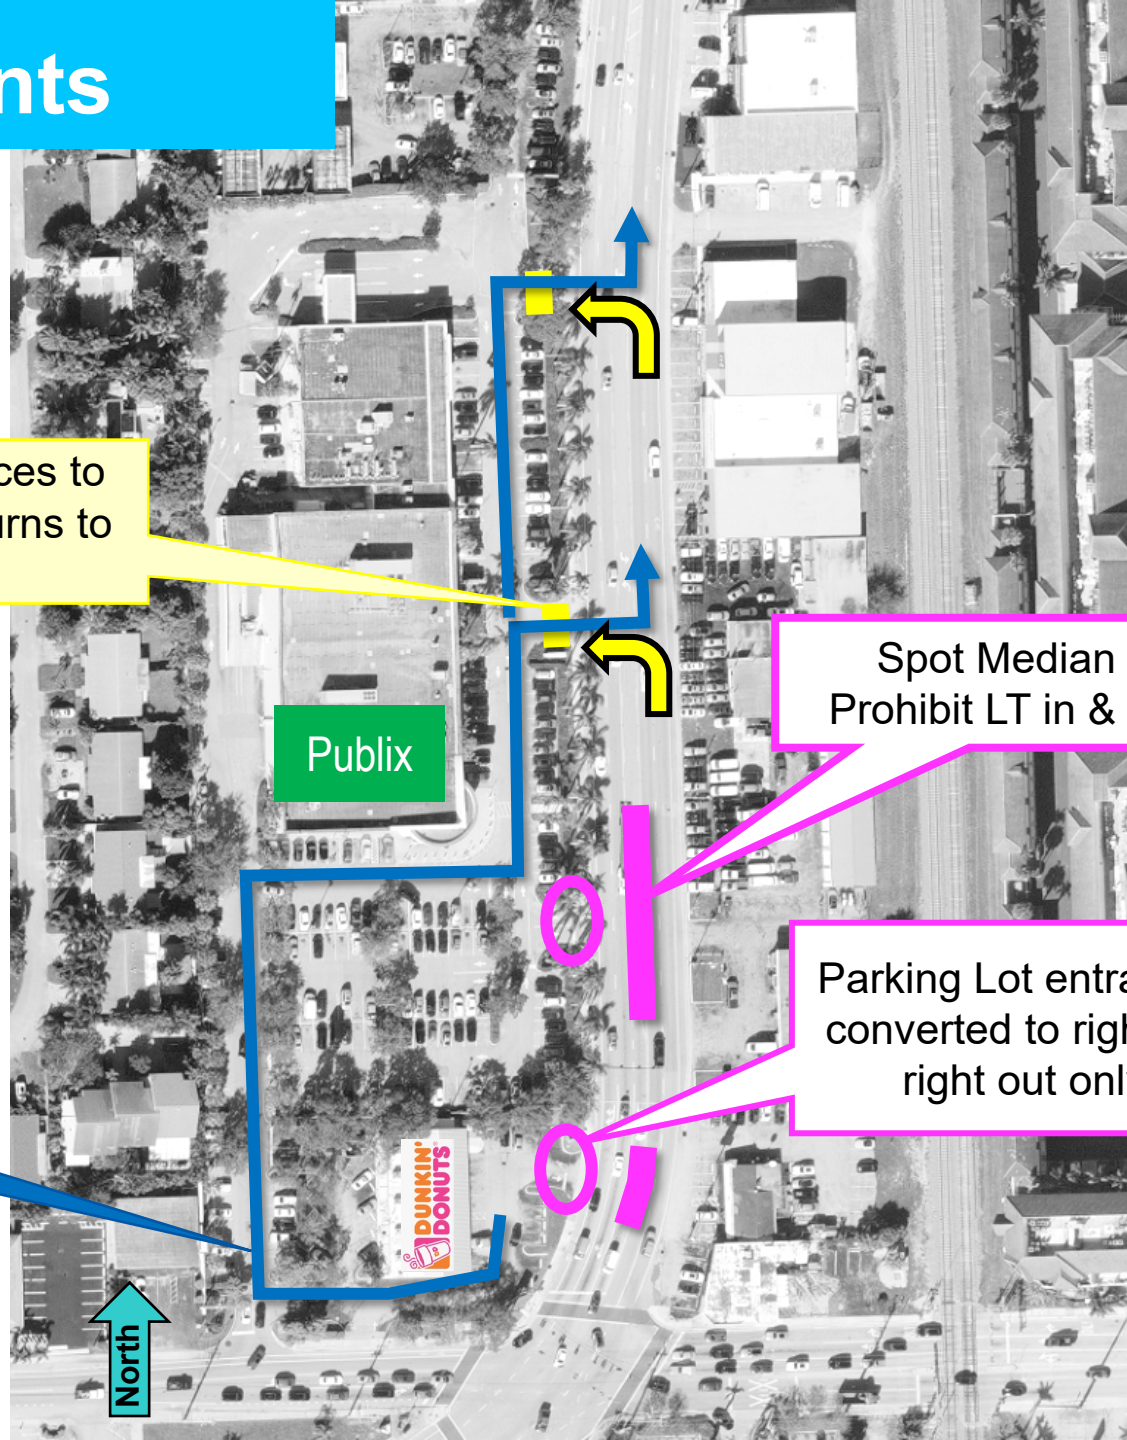 nts
ces to
urns to
Publix
Spot Median
Prohibit LT in &
Parking Lot entra
converted to righ
right out onl
DUNKIN'
DONUTS
North